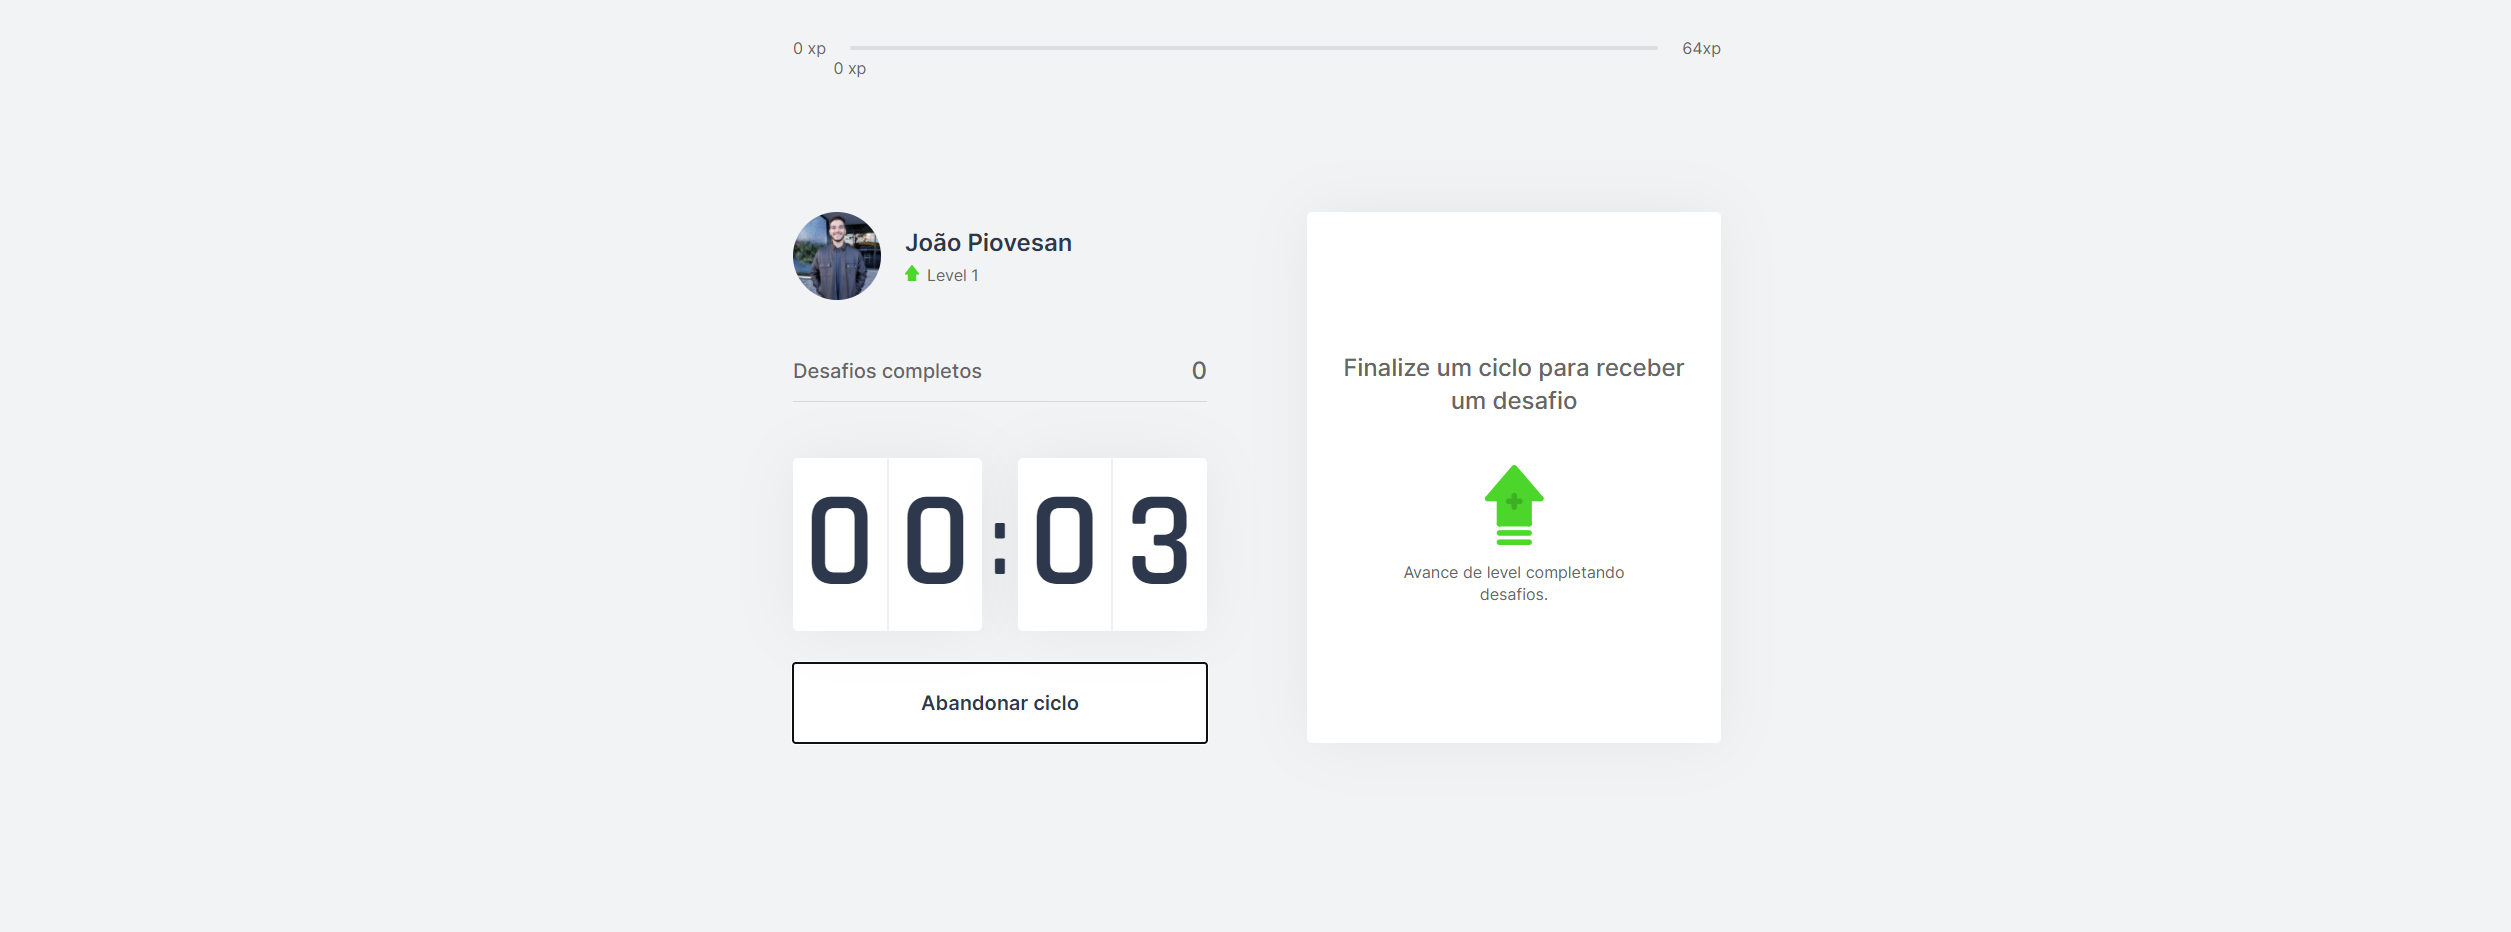 0 xp
64xp
0 xp
João Piovesan
Level 1
Desafios completos
0
00:03
Abandonar ciclo
Finalize um ciclo para receber
um desafio
Avance de level completando
desafios.